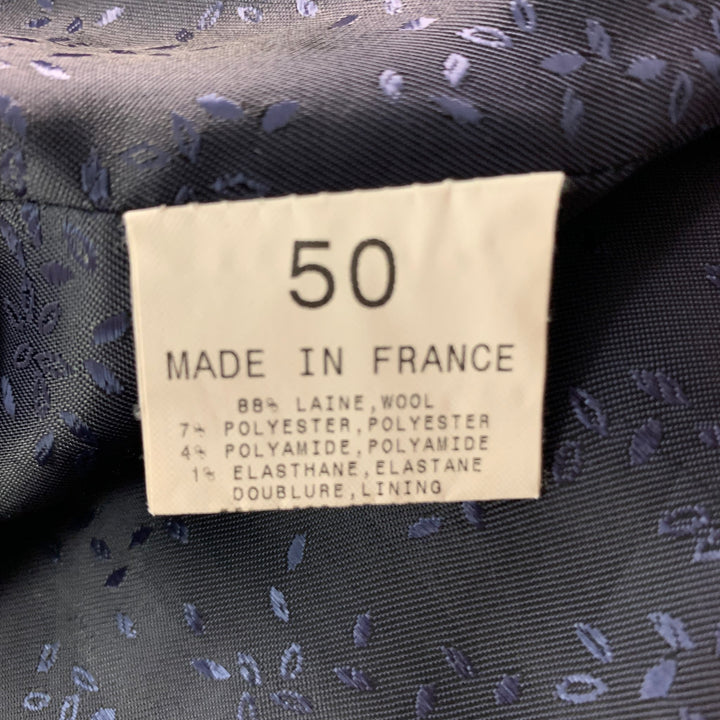 50
MADE IN FRANCE
88% LAINE,WOOL
7% POLYESTER,POLYESTER
4% POLYAMIDE,POLYAMIDE
1% ELASTHANE,ELASTANE
DOUBLURE,LINING